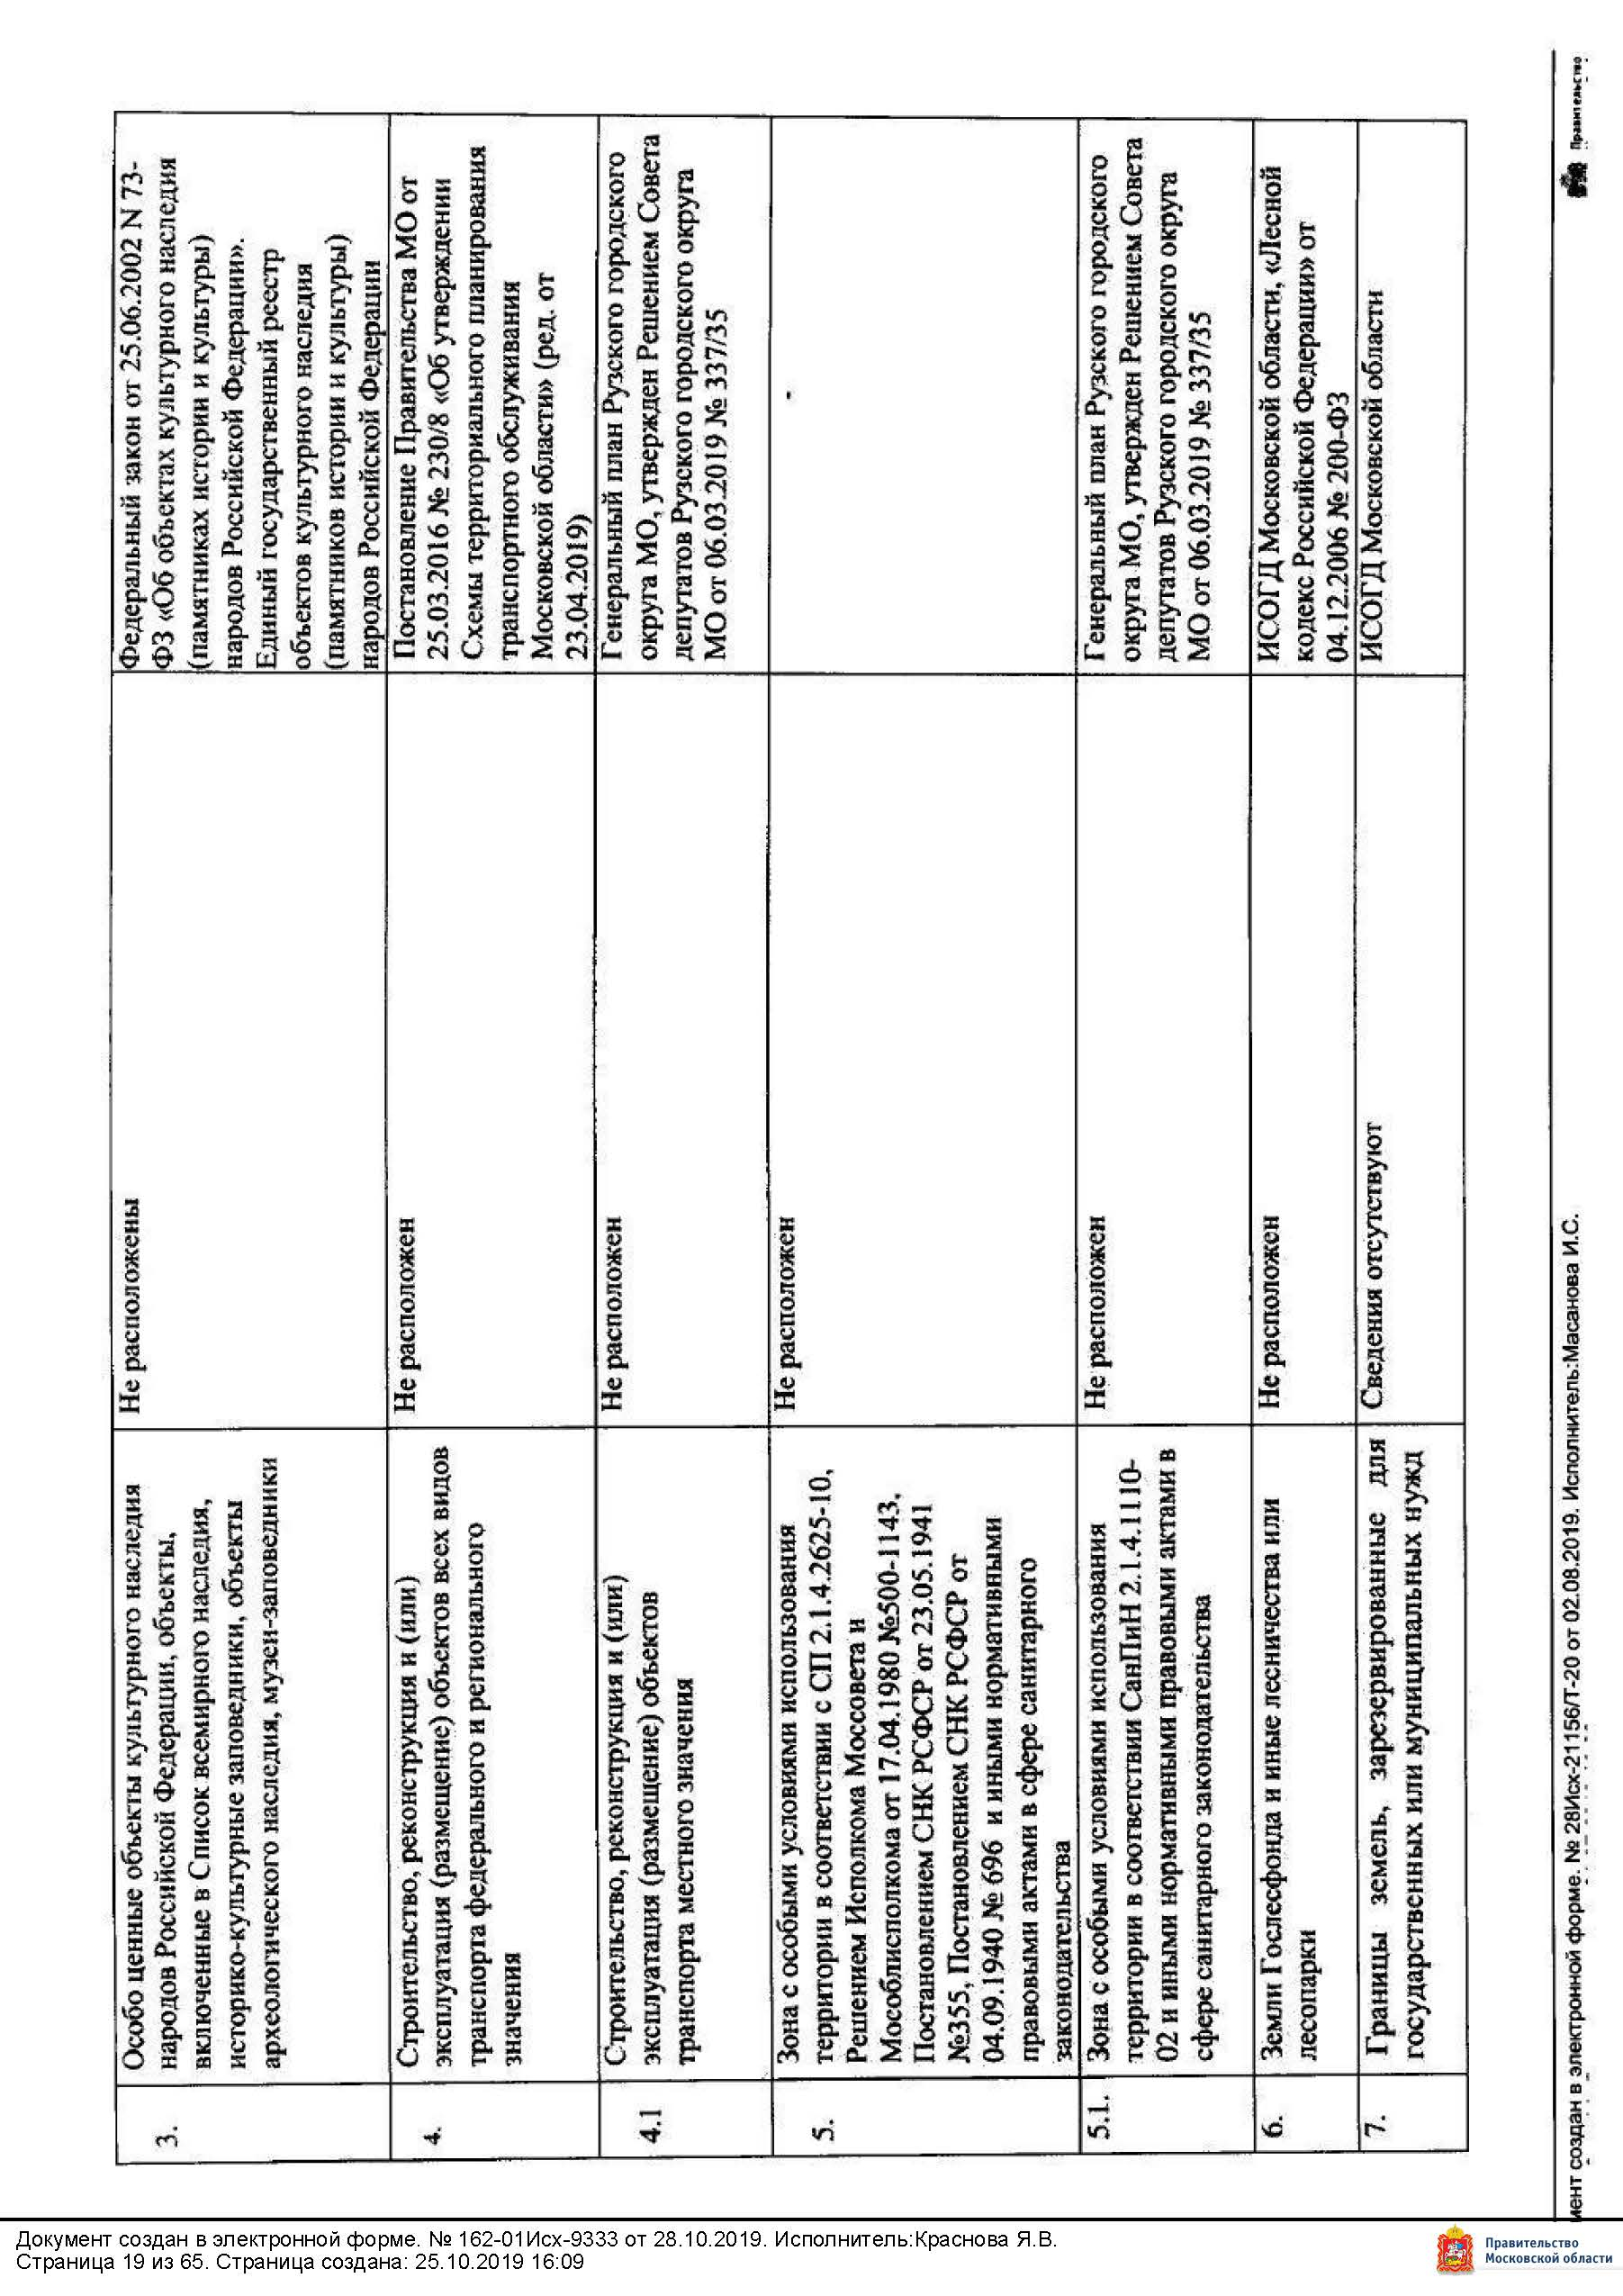 3.
Особо ценные объекты культурного наследия
народов Российской Федерации, объекты,
включенные в Список всемирного наследия,
историко-культурные заповедники, объекты
археологического наследия, музеи-заповедники
Не расположены
Федеральный закон от 25.06.2002 N 73-
ФЗ «Об объектах культурного наследия
(памятниках истории и культуры)
народов Российской Федерации».
Единый государственный реестр
объектов культурного наследия
(памятников истории и культуры)
народов Российской Федерации
4.
Строительство, реконструкция и (или)
эксплуатация (размещение) объектов всех видов
транспорта федерального и регионального
значения
Не расположен
Постановление Правительства МО от
25.03.2016 № 230/8 «Об утверждении
Схемы территориального планирования
транспортного обслуживания
Московской области» (ред. от
23.04.2019)
4.1
Строительство, реконструкция и (или)
эксплуатация (размещение) объектов
транспорта местного значения
Не расположен
Генеральный план Рузского городского
округа МО, утвержден Решением Совета
депутатов Рузского городского округа
МО от 06.03.2019 № 337/35
5.
Зона с особыми условиями использования
территории в соответствии с СП 2.1.4.2625-10,
Решением Исполкома Моссовета и
Мособлисполкома от 17.04.1980 №500-1143,
Постановлением СНК РСФСР от 23.05.1941
№355, Постановлением СНК РСФСР от
04.09.1940 № 696 и иными нормативными
правовыми актами в сфере санитарного
законодательства
Не расположен
-
5.1.
Зона с особыми условиями использования
территории в соответствии СанПиН 2.1.4.1110-
02 и иными нормативными правовыми актами в
сфере санитарного законодательства
Не расположен
Генеральный план Рузского городского
округа МО, утвержден Решением Совета
депутатов Рузского городского округа
МО от 06.03.2019 № 337/35
6.
Земли Гослесфонда и иные лесничества или
лесопарки
Не расположен
ИСОГД Московской области, «Лесной
кодекс Российской Федерации» от
04.12.2006 № 200-ФЗ
7.
Границы земель, зарезервированные для
государственных или муниципальных нужд
Сведения отсутствуют
ИСОГД Московской области
мент создан в электронной форме. № 28Исх-21156/Т-20 от 02.08.2019. Исполнитель:Масанова И.С.
Правительство
Документ создан в электронной форме. № 162-01Исх-9333 от 28.10.2019. Исполнитель:Краснова Я.В.
Страница 19 из 65. Страница создана: 25.10.2019 16:09
Правительство
Московской области